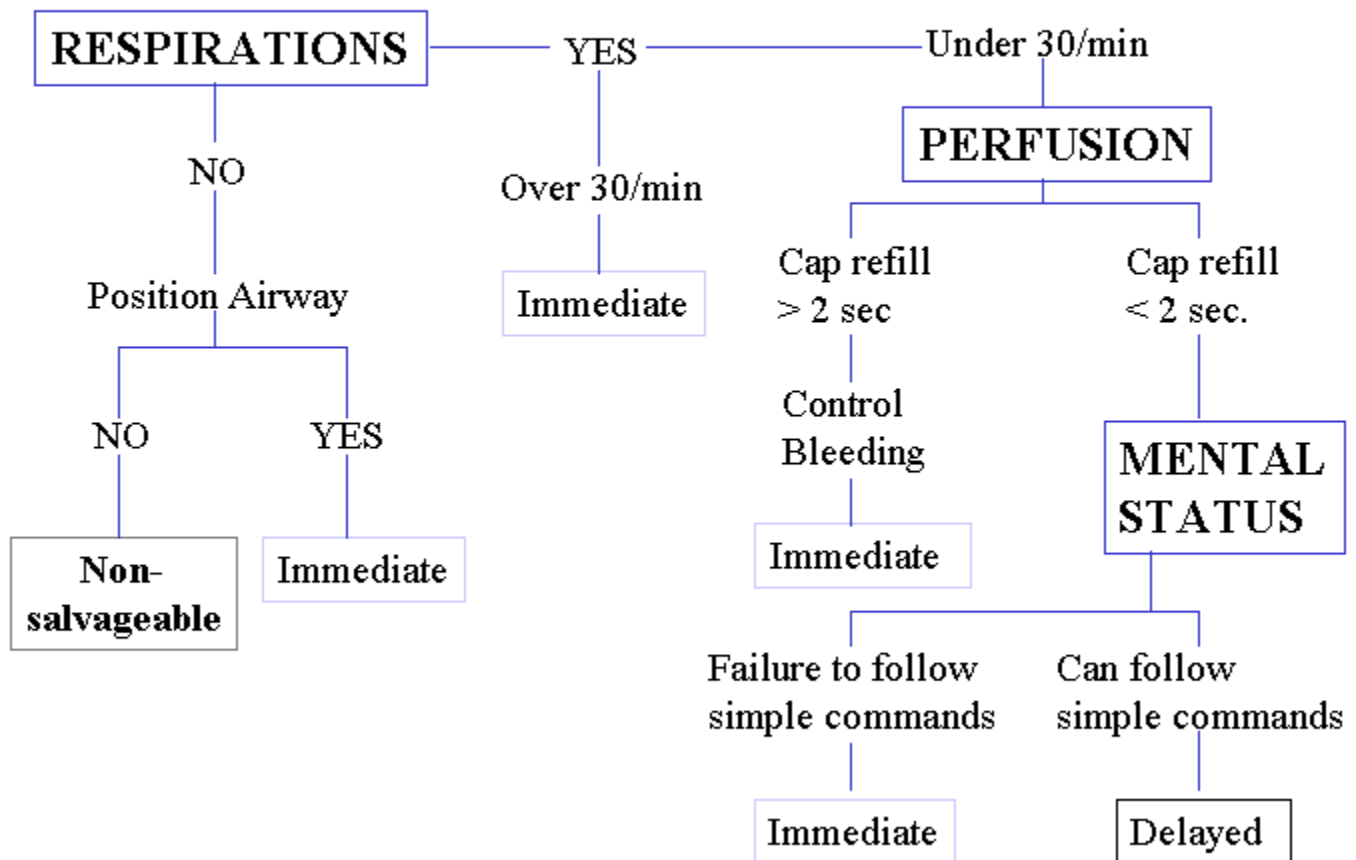 RESPIRATIONS
YES
Under 30/min
NO
Over 30/min
Immediate
PERFUSION
Cap refill
> 2 sec
Cap refill
< 2 sec.
Position Airway
NO
YES
Non-
salvageable
Immediate
Control
Bleeding
Immediate
MENTAL
STATUS
Failure to follow
simple commands
Can follow
simple commands
Immediate
Delayed